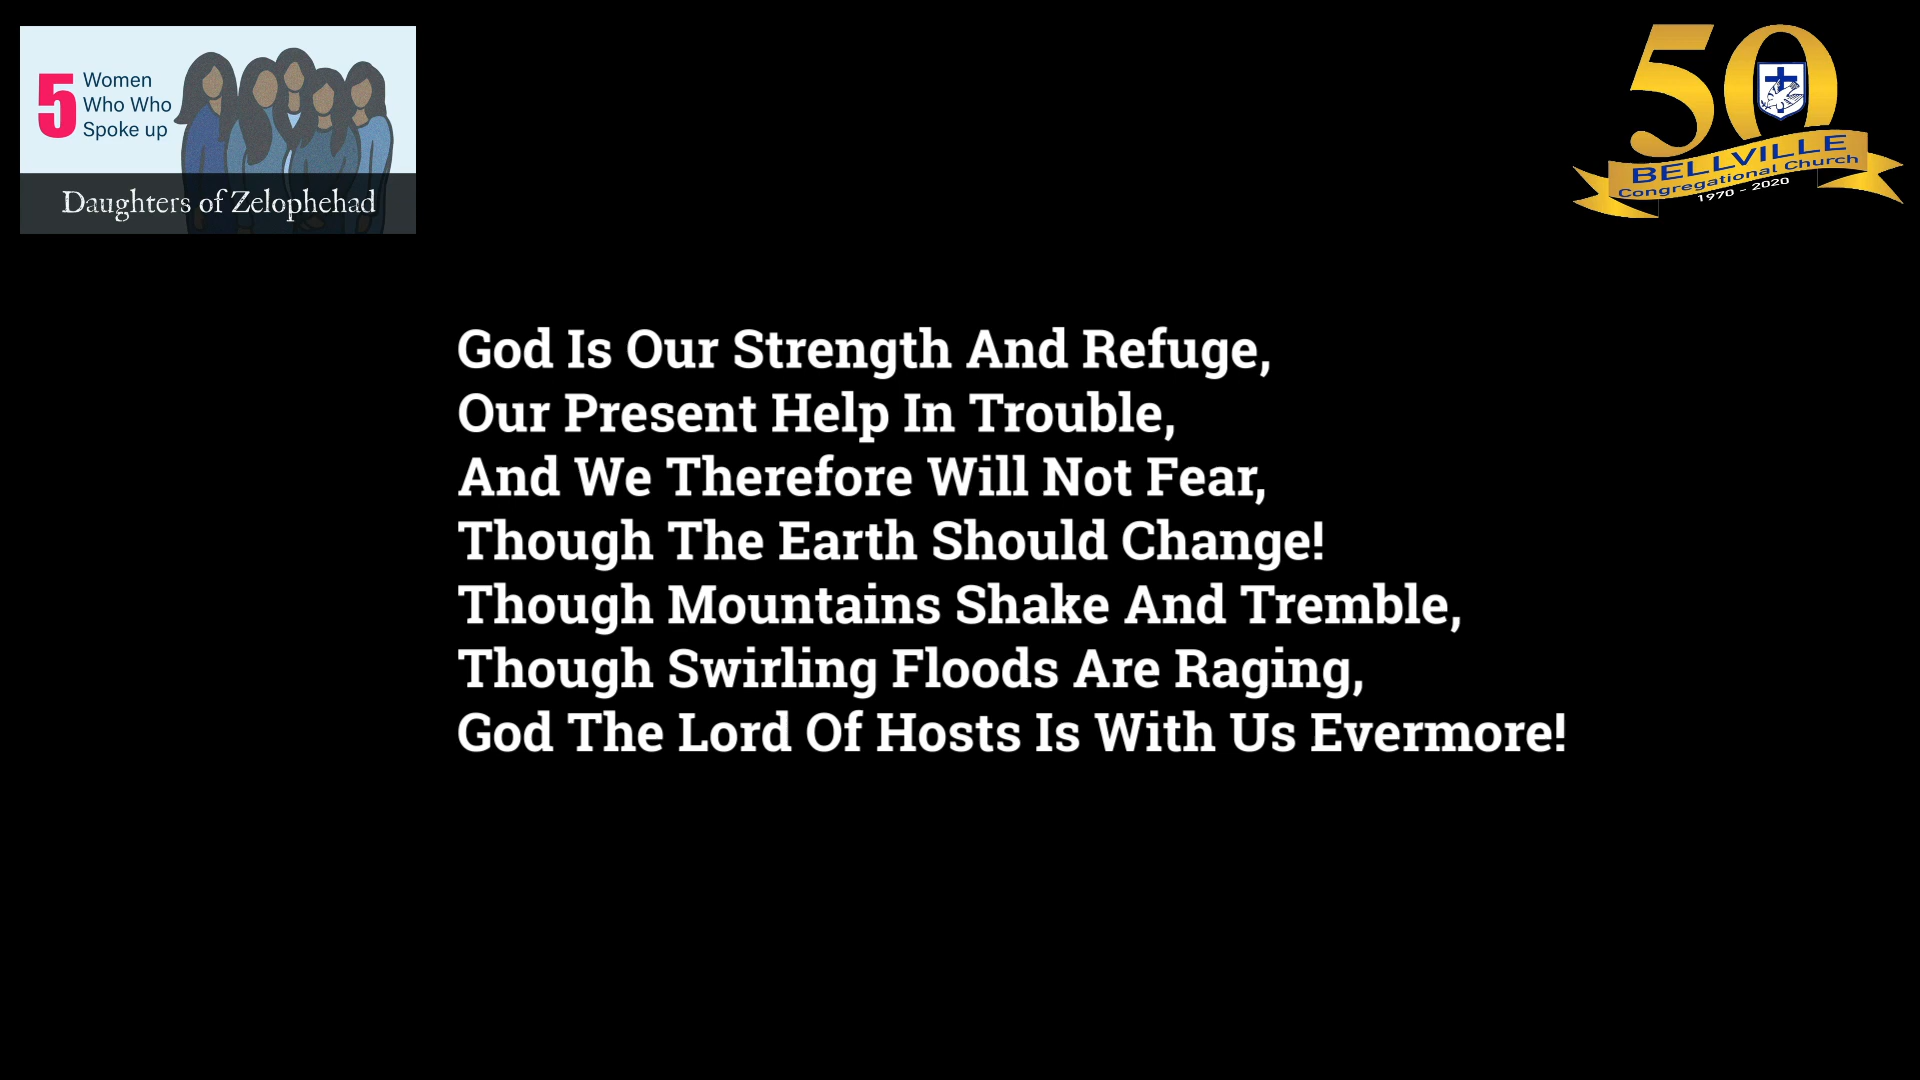 5
Women
Who Who
Spoke up
Daughters of Zelophehad
50
BELLVILLE
Congregational Church
1970 - 2020
God Is Our Strength And Refuge,
Our Present Help In Trouble,
And We Therefore Will Not Fear,
Though The Earth Should Change!
Though Mountains Shake And Tremble,
Though Swirling Floods Are Raging,
God The Lord Of Hosts Is With Us Evermore!